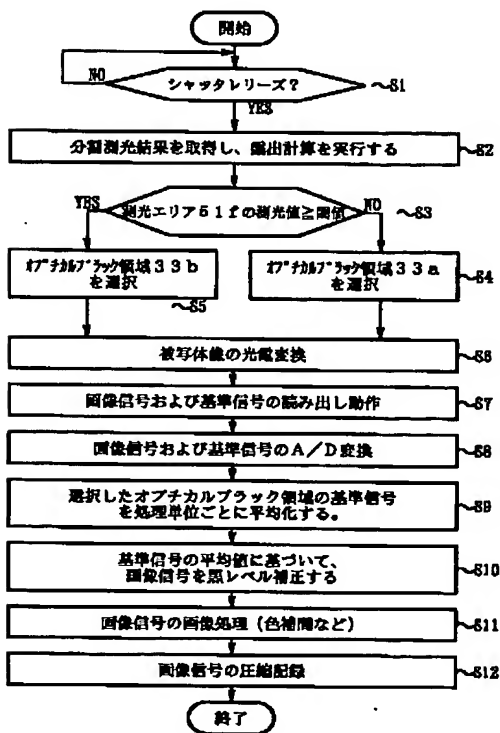 開始
NO
シャッタレリーズ?
S1
YES
分割測光結果を取得し、露出計算を実行する
S2
YES
測光エリア51fの測光値≧閾値
NO
S3
オプチカルブラック領域33b
を選択
S5
オプチカルブラック領域33a
を選択
S4
被写体像の光電変換
S6
画像信号および基準信号の読み出し動作
S7
画像信号および基準信号のA/D変換
S8
選択したオプチカルブラック領域の基準信号
を処理単位ごとに平均化する。
S9
基準信号の平均値に基づいて、
画像信号を黒レベル補正する
S10
画像信号の画像処理(色補間など)
S11
画像信号の圧縮記録
S12
終了